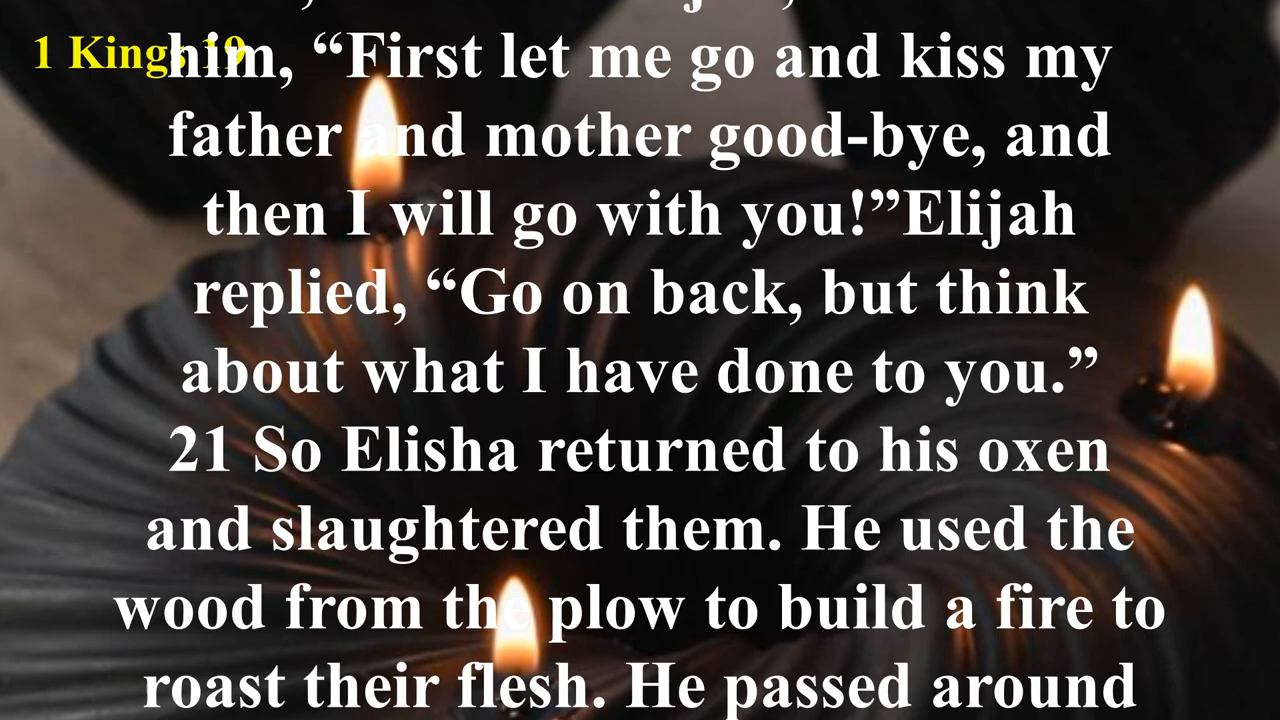 1 Kings 19
him, “First let me go and kiss my
father and mother good-bye, and
then I will go with you!”Elijah
replied, “Go on back, but think
about what I have done to you.”
21 So Elisha returned to his oxen
and slaughtered them. He used the
wood from the plow to build a fire to
roast their flesh. He passed around